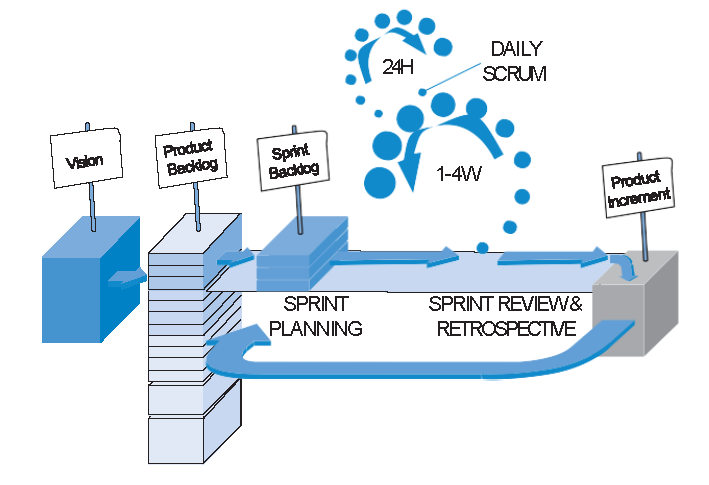 24H
DAILY
SCRUM
1-4W
Vision
Product
Backlog
Sprint
Backlog
Product
Increment
SPRINT
PLANNING
SPRINT REVIEW &
RETROSPECTIVE